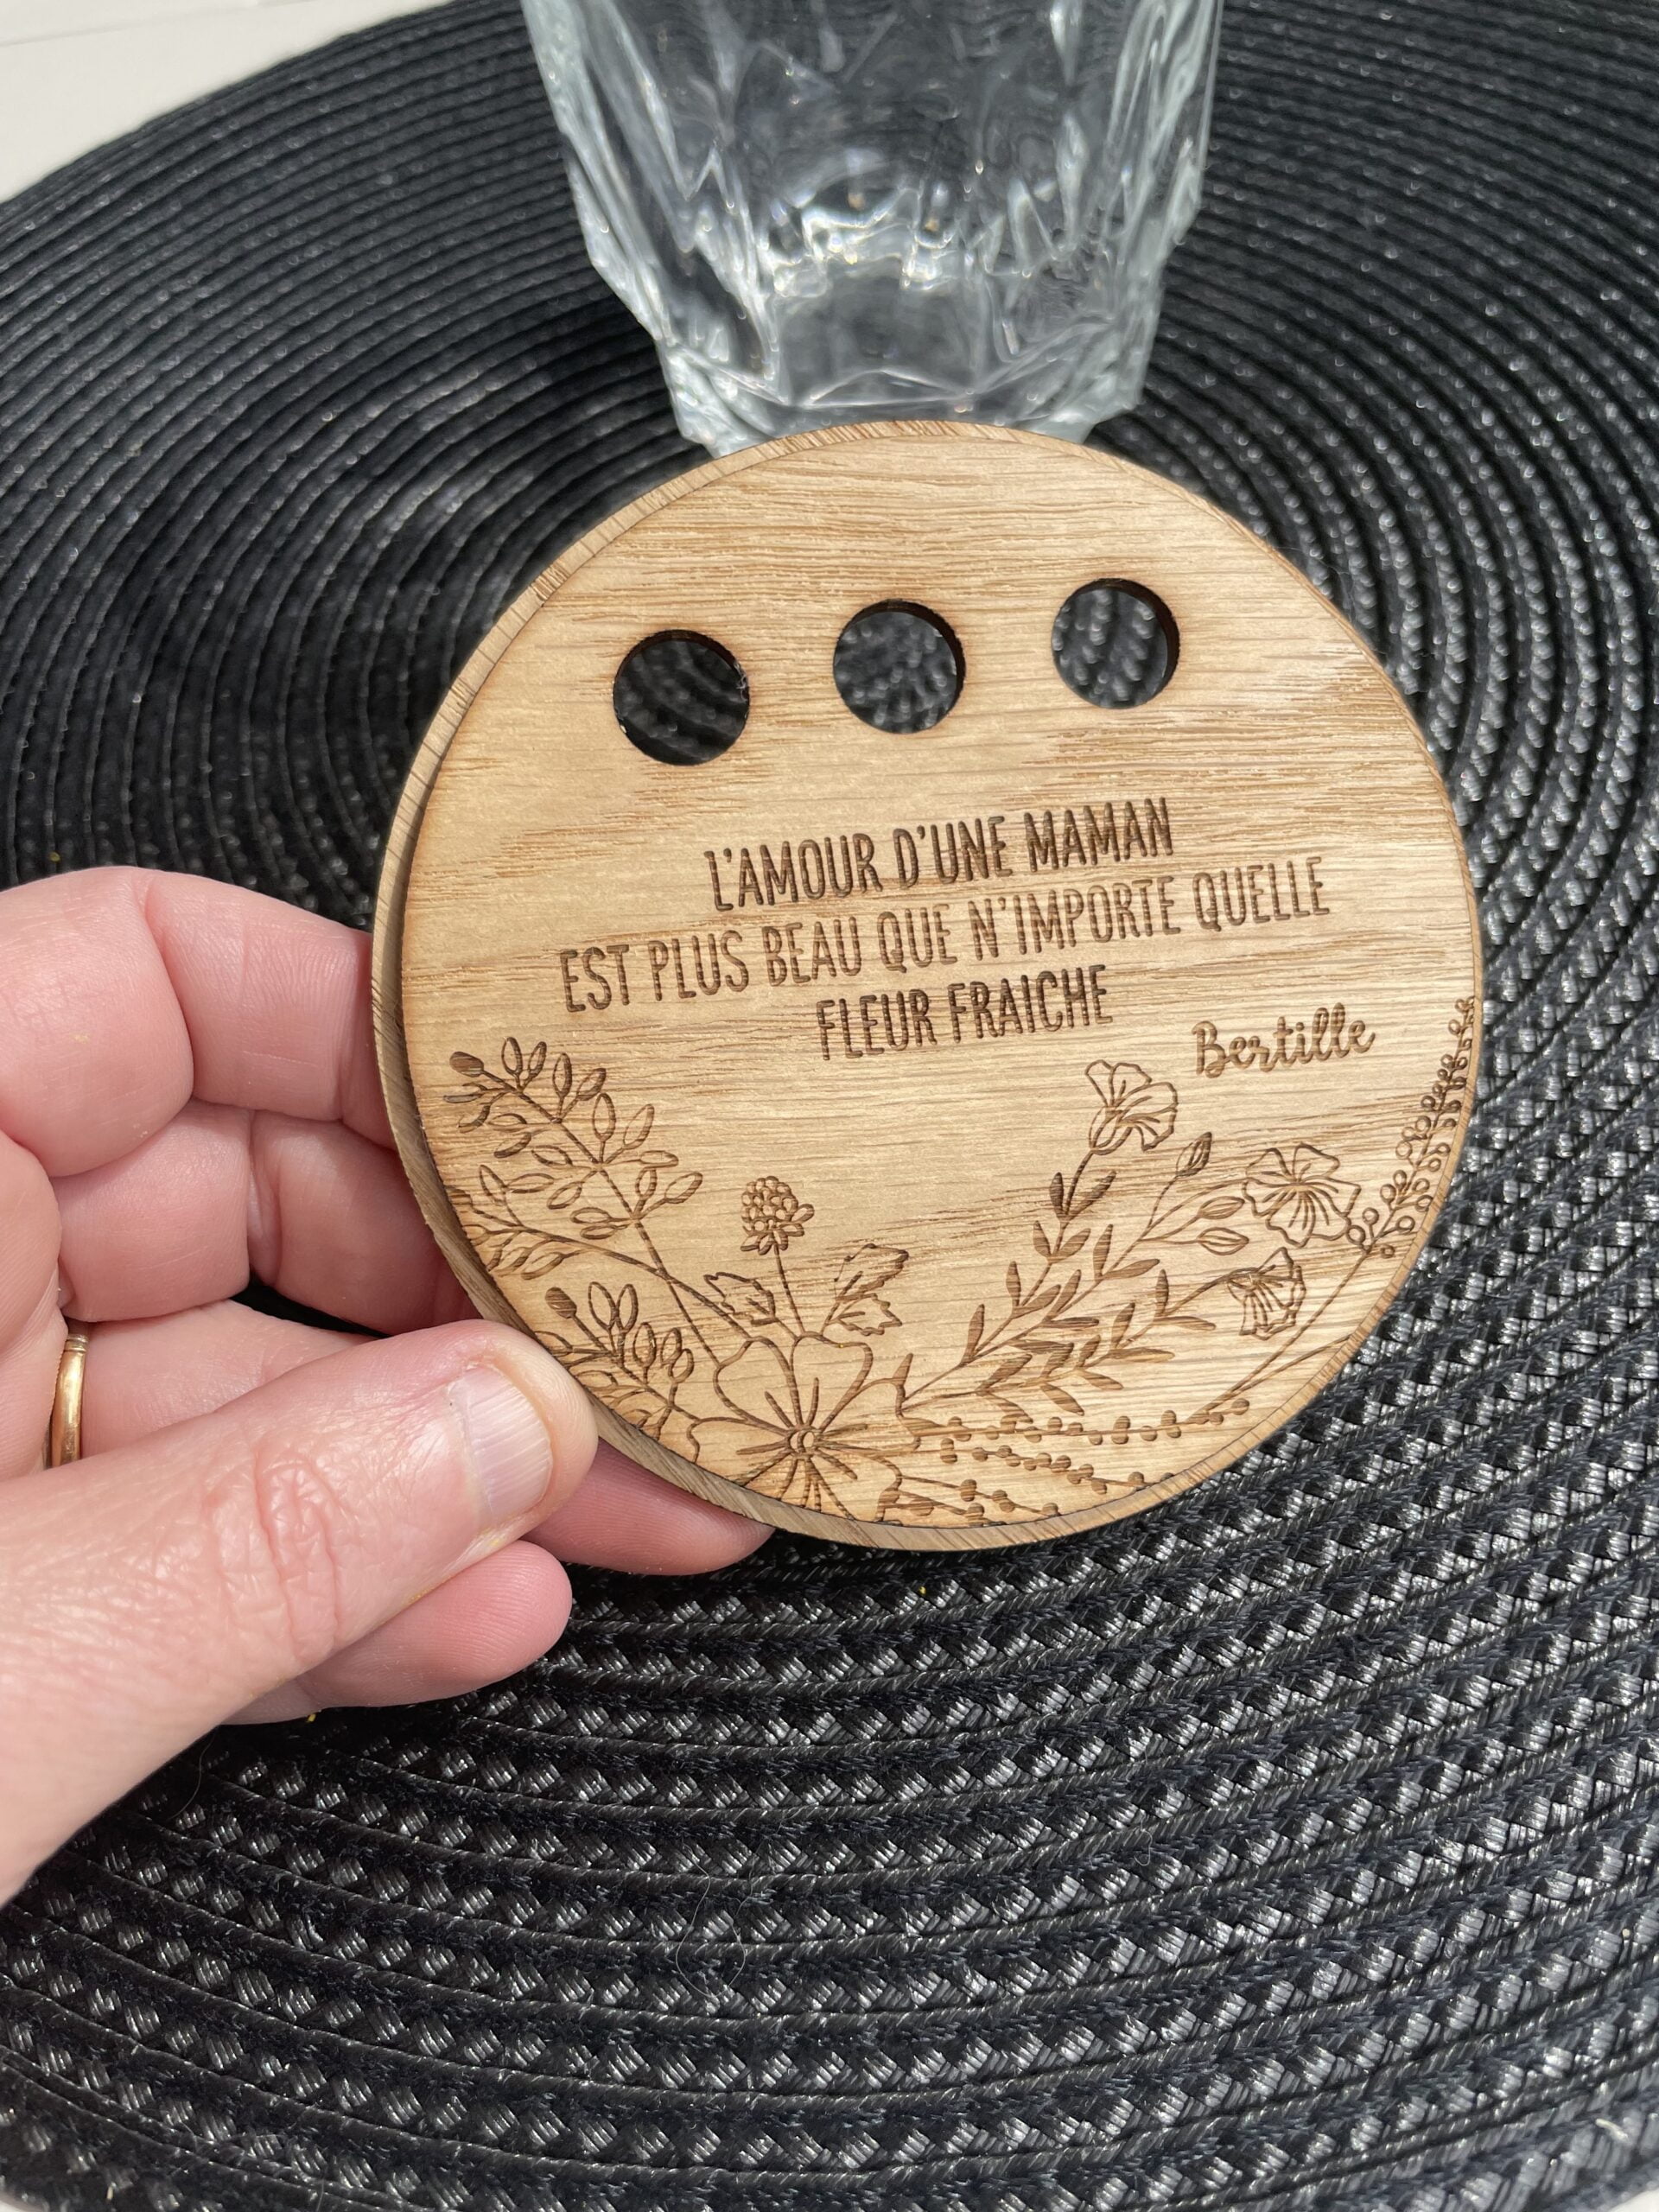 L'AMOUR D'UNE MAMAN
EST PLUS BEAU QUE N'IMPORTE QUELLE
FLEUR FRAICHE
Bertille